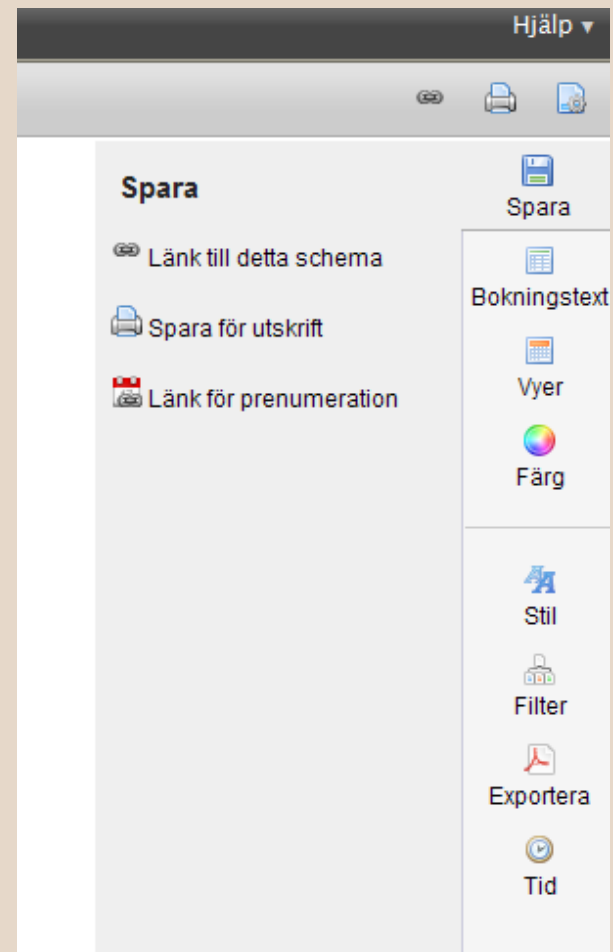 Hjälp ▾
Spara
Länk till detta schema
Spara för utskrift
Länk för prenumeration
Spara
Bokningstext
Vyer
Färg
Stil
Filter
Exportera
Tid